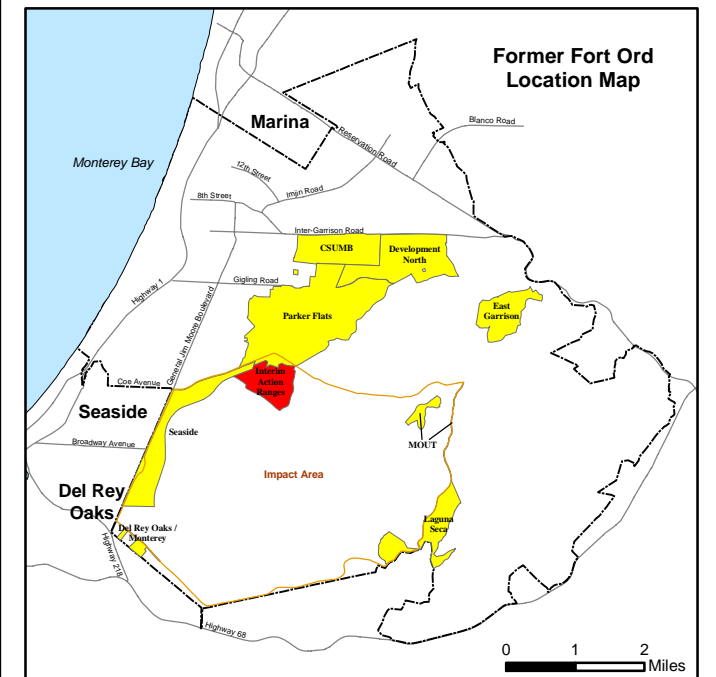 Former Fort Ord
Location Map
Marina
Blanco Road
Reservation Road
Monterey Bay
12th Street
Imjin Road
8th Street
Inter-Garrison Road
CSUMB
Development
North
Gigling Road
Highway 1
General Jim Moore Boulevard
East
Garrison
Parker Flats
Interim
Action
Ranges
Coe Avenue
Seaside
Seaside
Broadway Avenue
MOUT
Impact Area
Del Rey
Oaks
Laguna
Seca
Del Rey Oaks /
Monterey
Highway 218
Highway 68
0 1 2
Miles